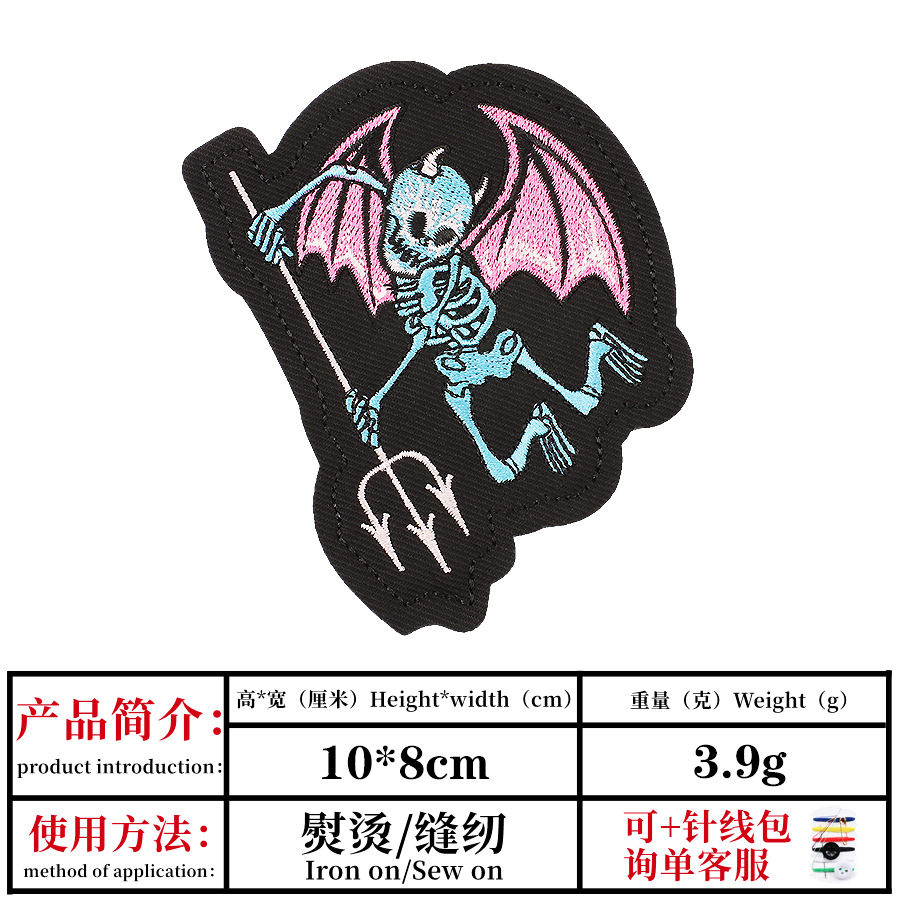 产品简介：
product introduction：
高*宽（厘米）Height*width（cm）
重量（克）Weight（g）
10*8cm
3.9g
使用方法：
method of application：
熨烫/缝纫
Iron on/Sew on
可+针线包
询单客服